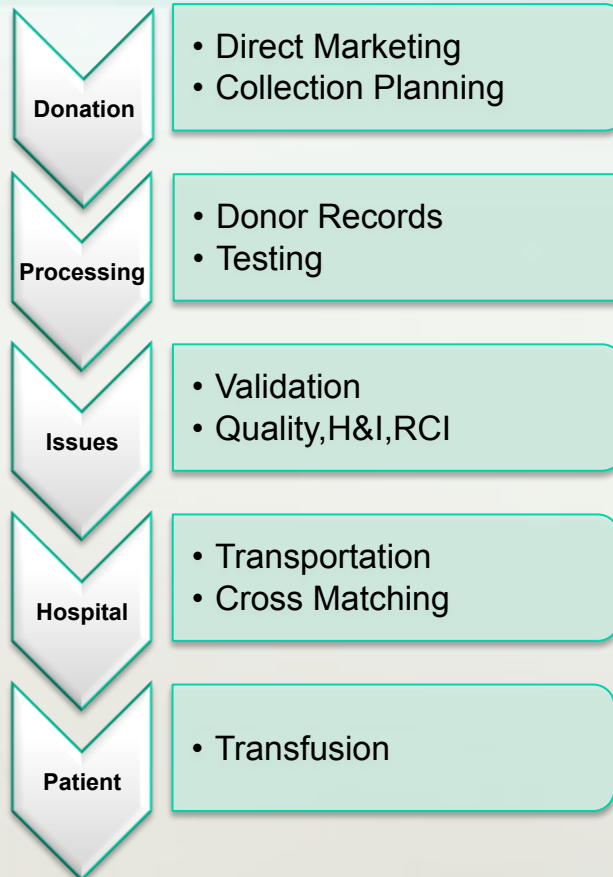 Donation
• Direct Marketing
• Collection Planning
Processing
• Donor Records
• Testing
Issues
• Validation
• Quality,H&I,RCI
Hospital
• Transportation
• Cross Matching
Patient
• Transfusion